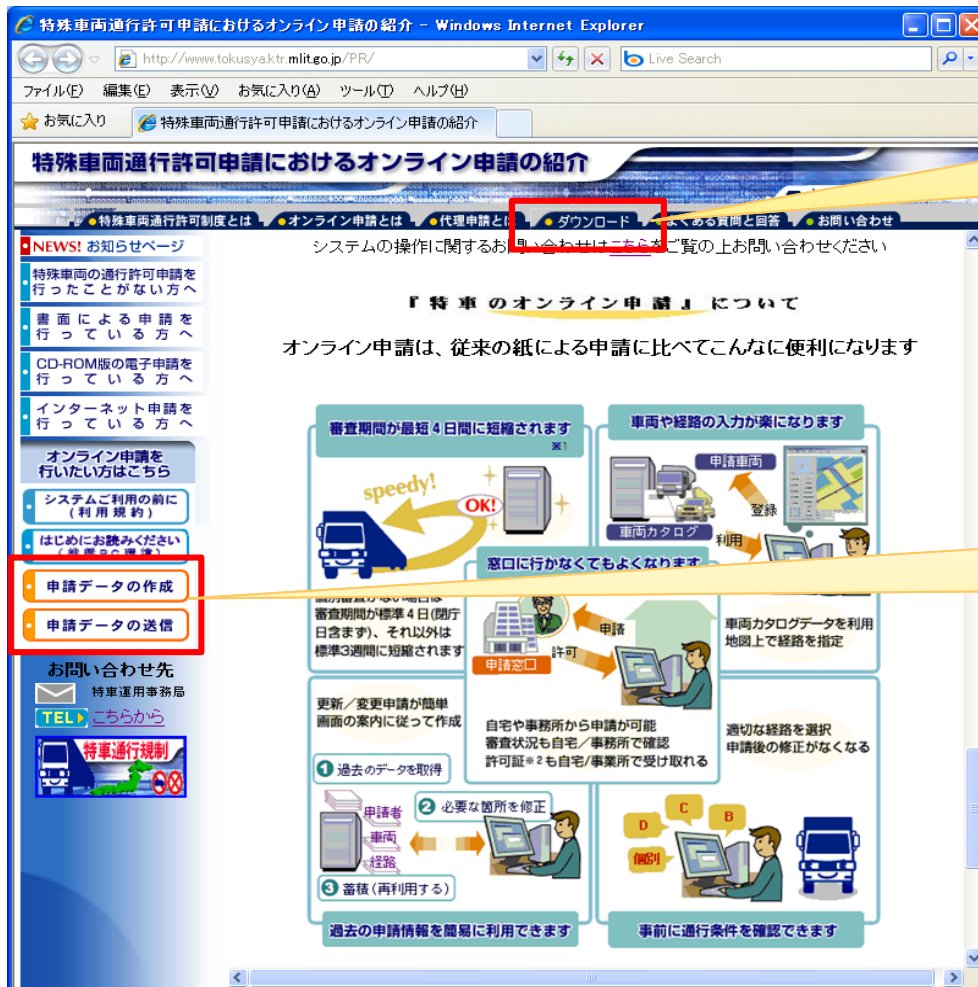 特殊車両通行許可申請におけるオンライン申請の紹介 - Windows Internet Explorer
http://www.tokusya.ktr.mlit.go.jp/PR/
Live Search
ファイル(F) 編集(E) 表示(V) お気に入り(A) ツール(T) ヘルプ(H)
お気に入り
特殊車両通行許可申請におけるオンライン申請の紹介
特殊車両通行許可申請におけるオンライン申請の紹介
●特殊車両通行許可制度とは ●オンライン申請とは ●代理申請とは ●ダウンロード よくある質問と回答 ●お問い合わせ
NEWS! お知らせページ
特殊車両の通行許可申請を
行ったことがない方へ
書面による申請を
行っている方へ
CD-ROM版の電子申請を
行っている方へ
インターネット申請を
行っている方へ
オンライン申請を
行いたい方はこちら
システムご利用の前に
(利用規約)
はじめにお読みください
申請データの作成
申請データの送信
お問い合わせ先
特車運用事務局
TEL こちらから
特車通行規制
システムの操作に関するお問い合わせはこちらをご覧の上お問い合わせください
『特車のオンライン申請』について
オンライン申請は、従来の紙による申請に比べてこんなに便利になります
審査期間が最短4日間に短縮されます
※1
speedy!
OK!
審査期間が標準4日(閉庁
日含まず)、それ以外は
標準3週間に短縮されます
車両や経路の入力が楽になります
申請車両
登録
車両カタログ
利用
車両カタログデータを利用
地図上で経路を指定
窓口に行かなくてもよくなります
申請
許可
申請窓口
自宅や事務所から申請が可能
審査状況も自宅/事務所で確認
許可証※2も自宅/事業所で受け取れる
更新/変更申請が簡単
画面の案内に従って作成
1 過去のデータを取得
申請者
車両
経路
2 必要な箇所を修正
3 蓄積(再利用する)
過去の申請情報を簡易に利用できます
適切な経路を選択
申請後の修正がなくなる
D
C
B
個別
事前に通行条件を確認できます